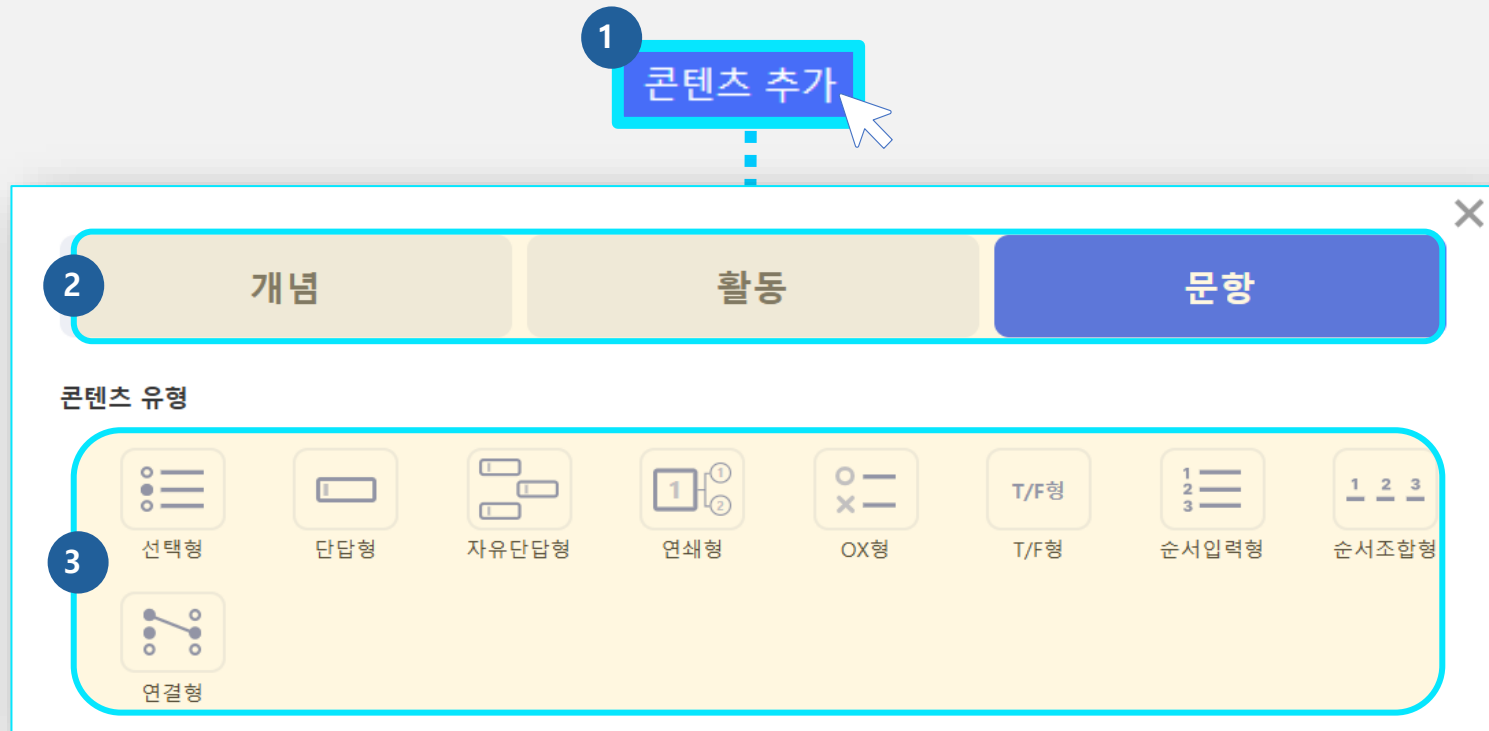 1
콘텐츠 추가
2
개념 활동 문항
콘텐츠 유형
3
1 1 2 T/F형 1 2 3 1 2 3
선택형 단답형 자유단답형 연쇄형 OX형 T/F형 순서입력형 순서조합형
연결형